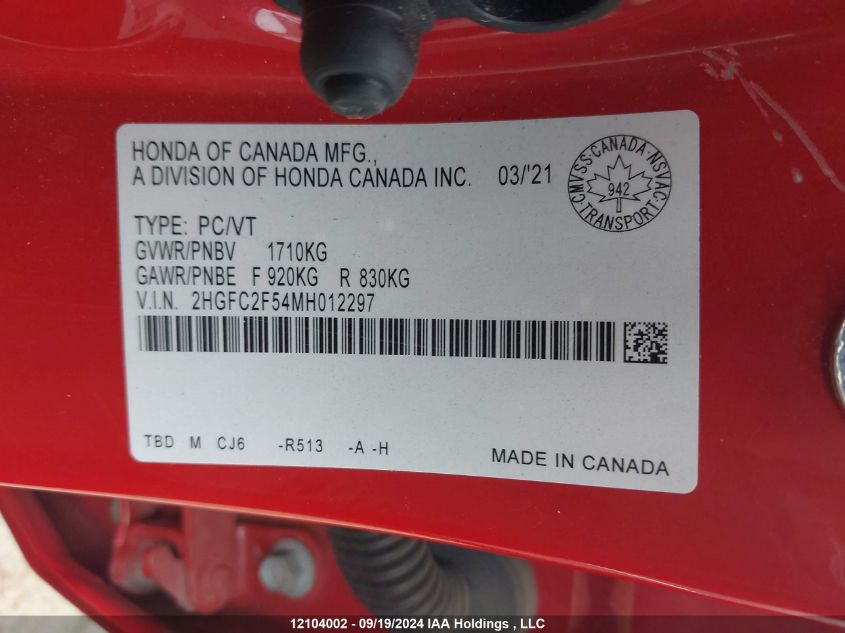 HONDA OF CANADA MFG.,
A DIVISION OF HONDA CANADA INC. 03/'21
CMVSS·CANADA·NSVAC
942
TRANSPORT
TYPE: PC/VT
GVWR/PNBV 1710KG
GAWR/PNBE F 920KG R 830KG
V.I.N. 2HGFC2F54MH012297
TBD M CJ6 -R513 -A -H
MADE IN CANADA
12104002 - 09/19/2024 IAA Holdings , LLC